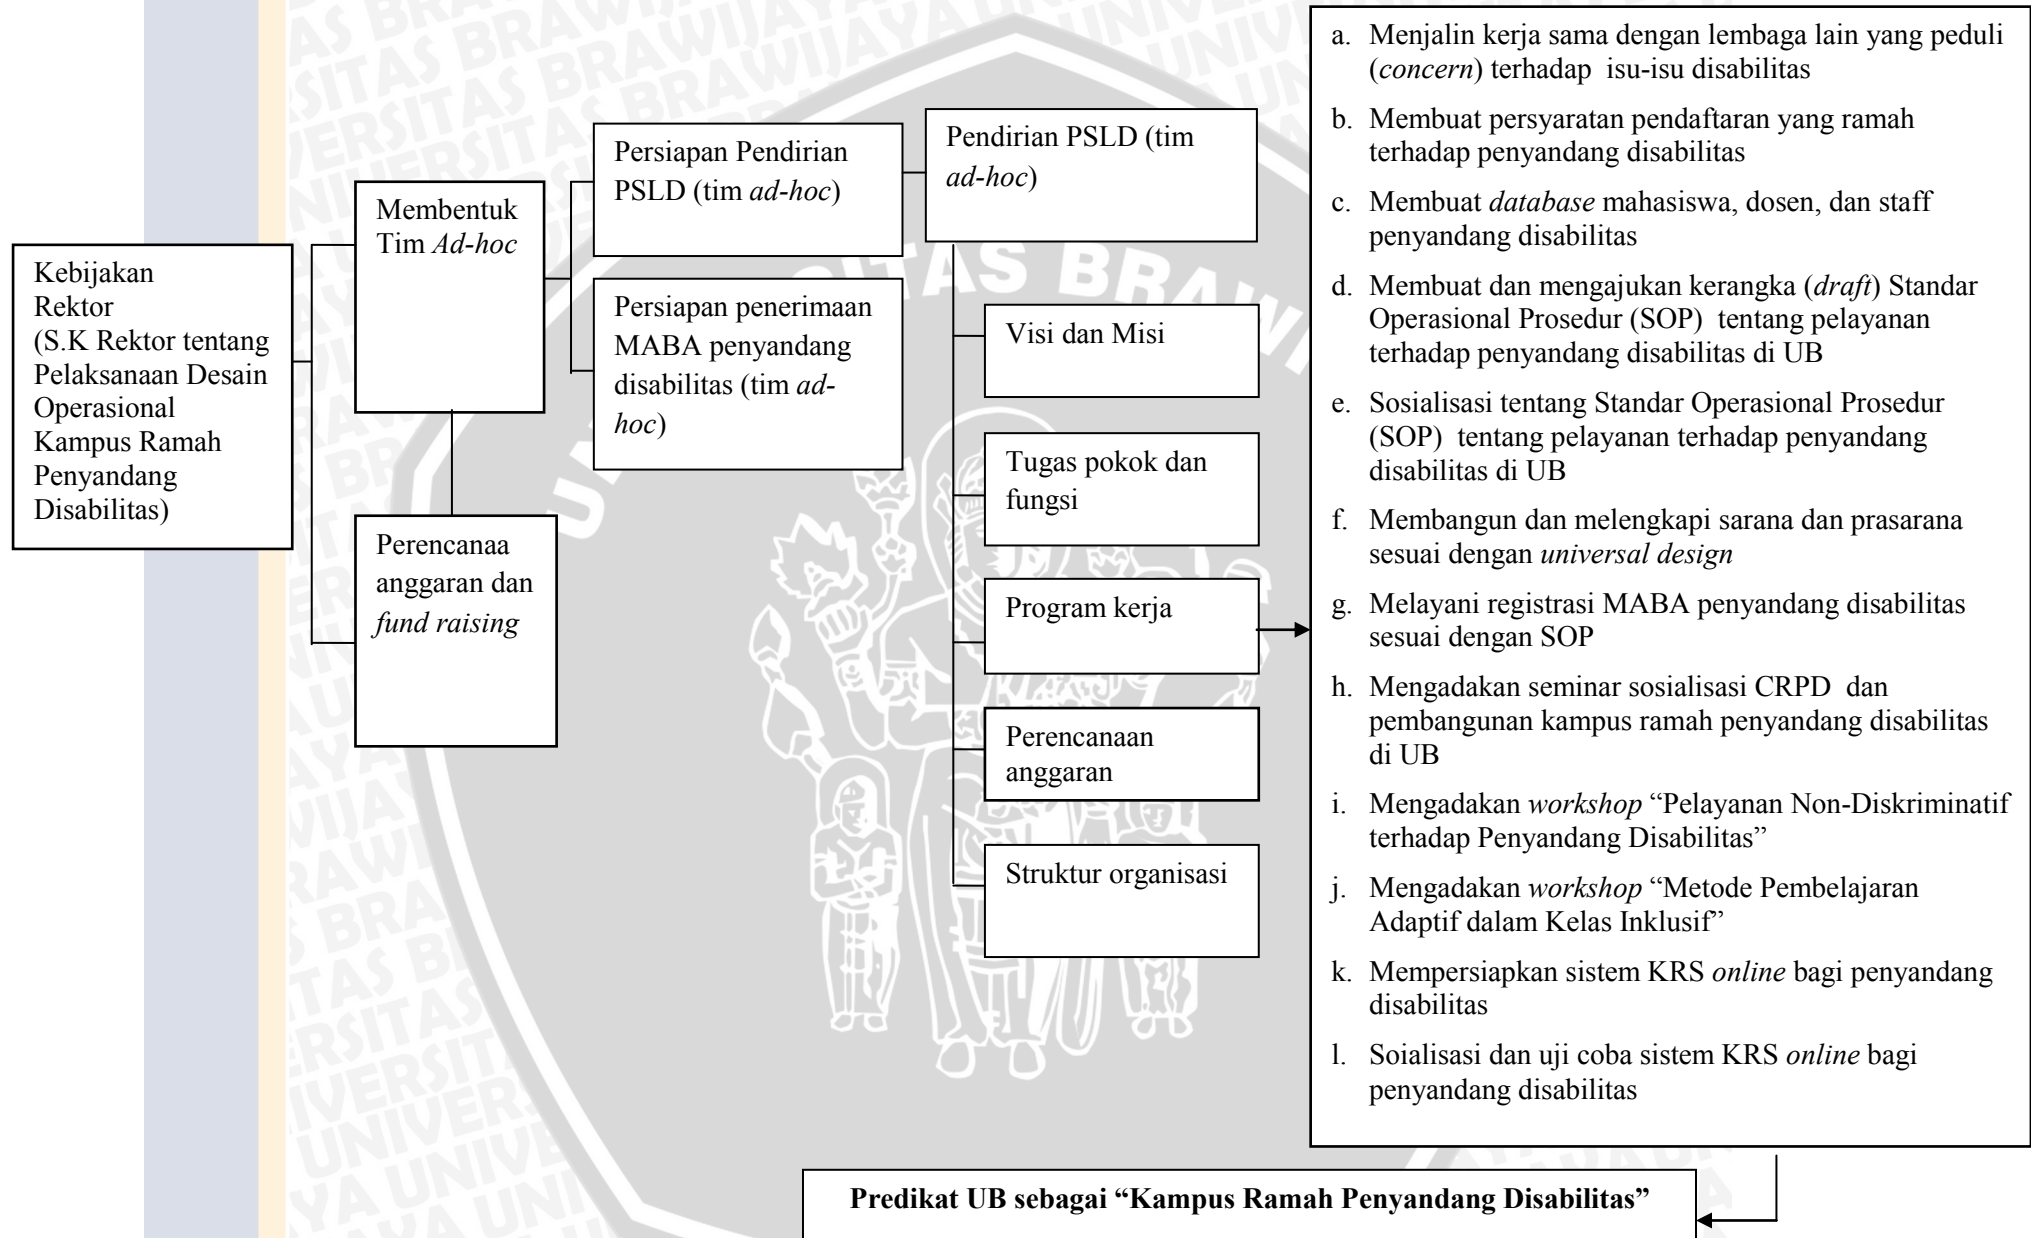 Kebijakan
Rektor
(S.K Rektor tentang
Pelaksanaan Desain
Operasional
Kampus Ramah
Penyandang
Disabilitas)
Membentuk
Tim Ad-hoc
Perencanaa
anggaran dan
fund raising
Persiapan Pendirian
PSLD (tim ad-hoc)
Persiapan penerimaan
MABA penyandang
disabilitas (tim ad-
hoc)
Pendirian PSLD (tim
ad-hoc)
Visi dan Misi
Tugas pokok dan
fungsi
Program kerja
Perencanaan
anggaran
Struktur organisasi
a. Menjalin kerja sama dengan lembaga lain yang peduli
(concern) terhadap isu-isu disabilitas
b. Membuat persyaratan pendaftaran yang ramah
terhadap penyandang disabilitas
c. Membuat database mahasiswa, dosen, dan staff
penyandang disabilitas
d. Membuat dan mengajukan kerangka (draft) Standar
Operasional Prosedur (SOP) tentang pelayanan
terhadap penyandang disabilitas di UB
e. Sosialisasi tentang Standar Operasional Prosedur
(SOP) tentang pelayanan terhadap penyandang
disabilitas di UB
f. Membangun dan melengkapi sarana dan prasarana
sesuai dengan universal design
g. Melayani registrasi MABA penyandang disabilitas
sesuai dengan SOP
h. Mengadakan seminar sosialisasi CRPD dan
pembangunan kampus ramah penyandang disabilitas
di UB
i. Mengadakan workshop “Pelayanan Non-Diskriminatif
terhadap Penyandang Disabilitas”
j. Mengadakan workshop “Metode Pembelajaran
Adaptif dalam Kelas Inklusif”
k. Mempersiapkan sistem KRS online bagi penyandang
disabilitas
l. Soialisasi dan uji coba sistem KRS online bagi
penyandang disabilitas
Predikat UB sebagai “Kampus Ramah Penyandang Disabilitas”